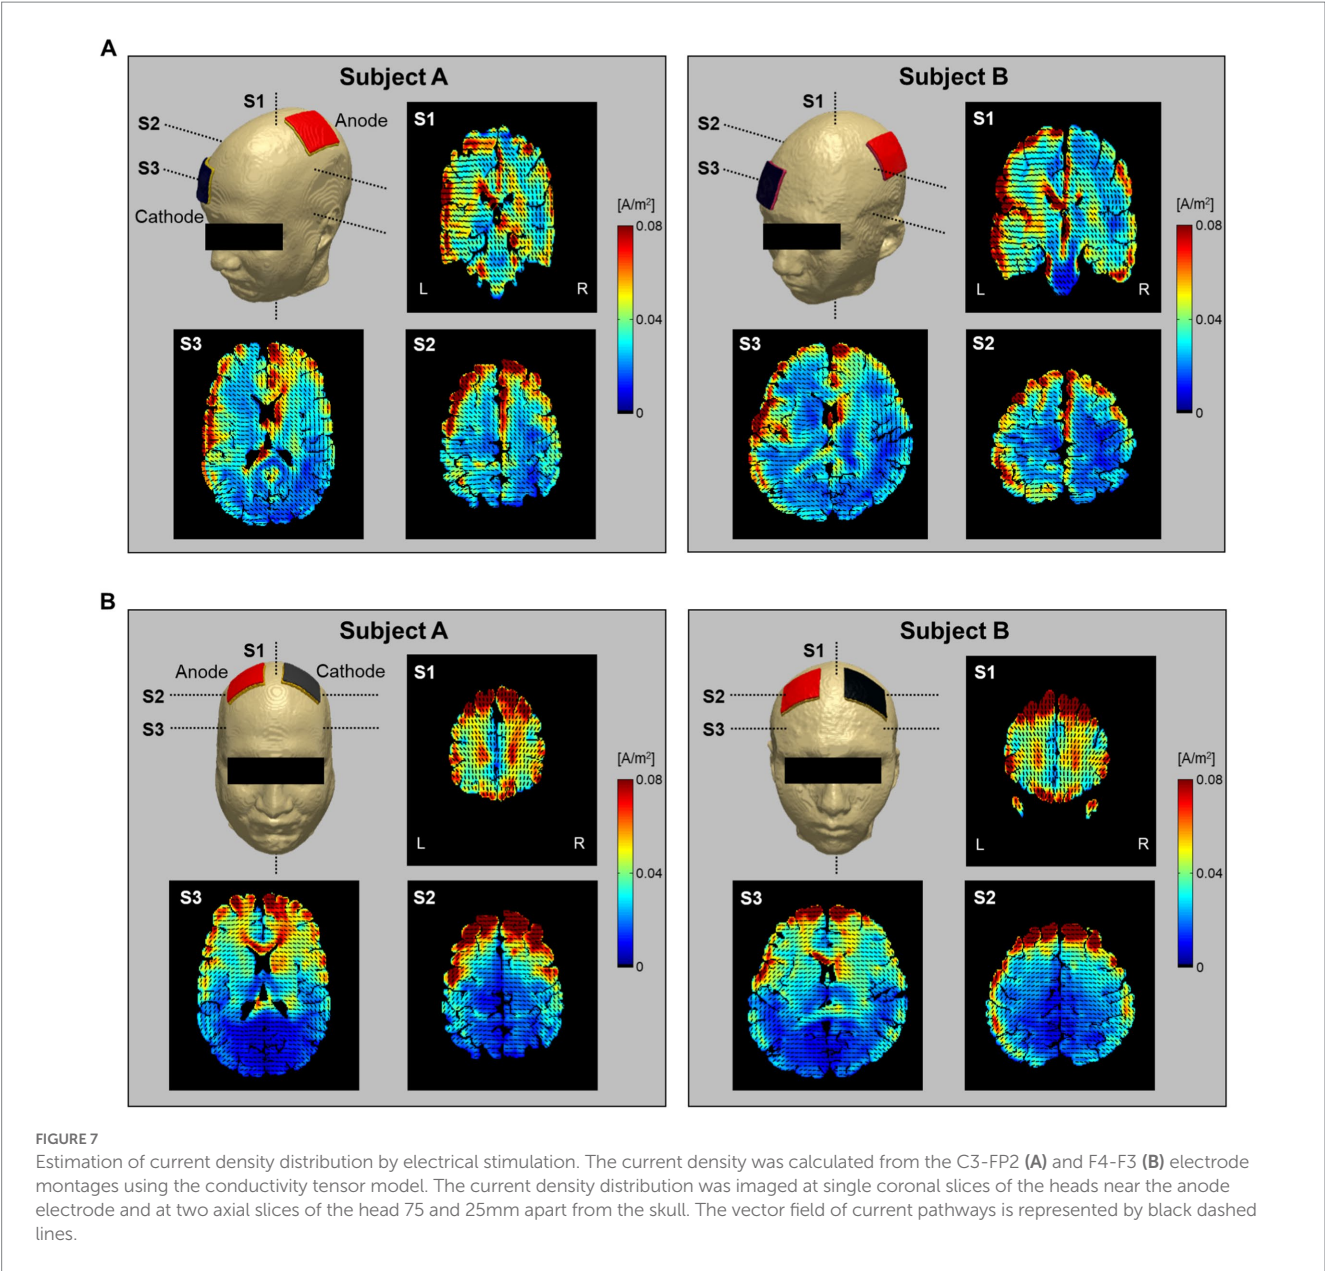 A
Subject A
S1
Anode
S2
S3
Cathode
S1
L
R
[A/m²]
0.08
0.04
0
S3
S2
Subject B
S1
S2
S3
S1
L
R
[A/m²]
0.08
0.04
0
S3
S2
B
Subject A
S1
Anode
Cathode
S2
S3
S1
L
R
[A/m²]
0.08
0.04
0
S3
S2
Subject B
S1
S2
S3
S1
L
R
[A/m²]
0.08
0.04
0
S3
S2
FIGURE 7
Estimation of current density distribution by electrical stimulation. The current density was calculated from the C3-FP2 (A) and F4-F3 (B) electrode
montages using the conductivity tensor model. The current density distribution was imaged at single coronal slices of the heads near the anode
electrode and at two axial slices of the head 75 and 25mm apart from the skull. The vector field of current pathways is represented by black dashed
lines.